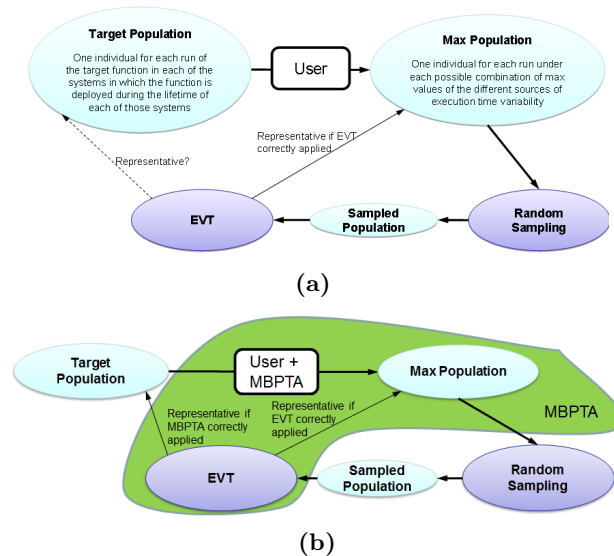 Target Population
One individual for each run of
the target function in each of the
systems in which the function is
deployed during the lifetime of
each of those systems
User
Max Population
One individual for each run under
each possible combination of max
values of the different sources of
execution time variability
Representative if EVT
correctly applied
Representative?
EVT
Sampled
Population
Random
Sampling
(a)
Target
Population
User +
MBPTA
Max Population
MBPTA
Representative if
MBPTA correctly
applied
Representative if
EVT correctly
applied
EVT
Sampled
Population
Random
Sampling
(b)